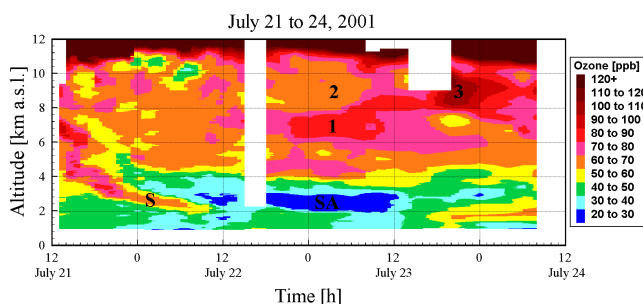 July 21 to 24, 2001
Altitude [km a.s.l.]
12
10
8
6
4
2
0
2
3
1
S
SA
12 0 12 0 12 0 12
July 21 July 22 July 23 July 24
Time [h]
Ozone [ppb]
120+
110 to 120
100 to 110
90 to 100
80 to 90
70 to 80
60 to 70
50 to 60
40 to 50
30 to 40
20 to 30